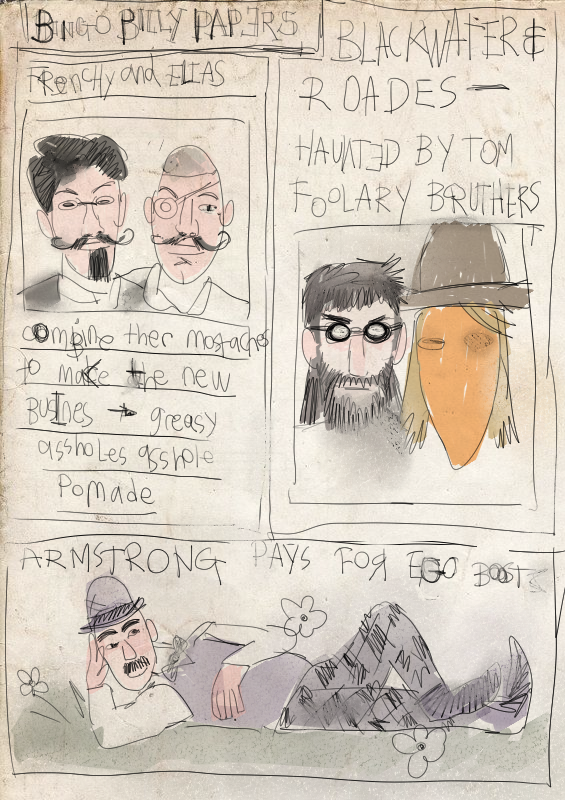 BINGO BILLY PAPERS
FRENCHY and ELIAS
combine ther mostaches
to make the new
Busines greasy
assholes asshole
Pomade
BLACKWATER &
ROADES —
HAUNTED BY TOM
FOOLARY BRUTHERS
ARMSTRONG PAYS FOR EGO BOOST